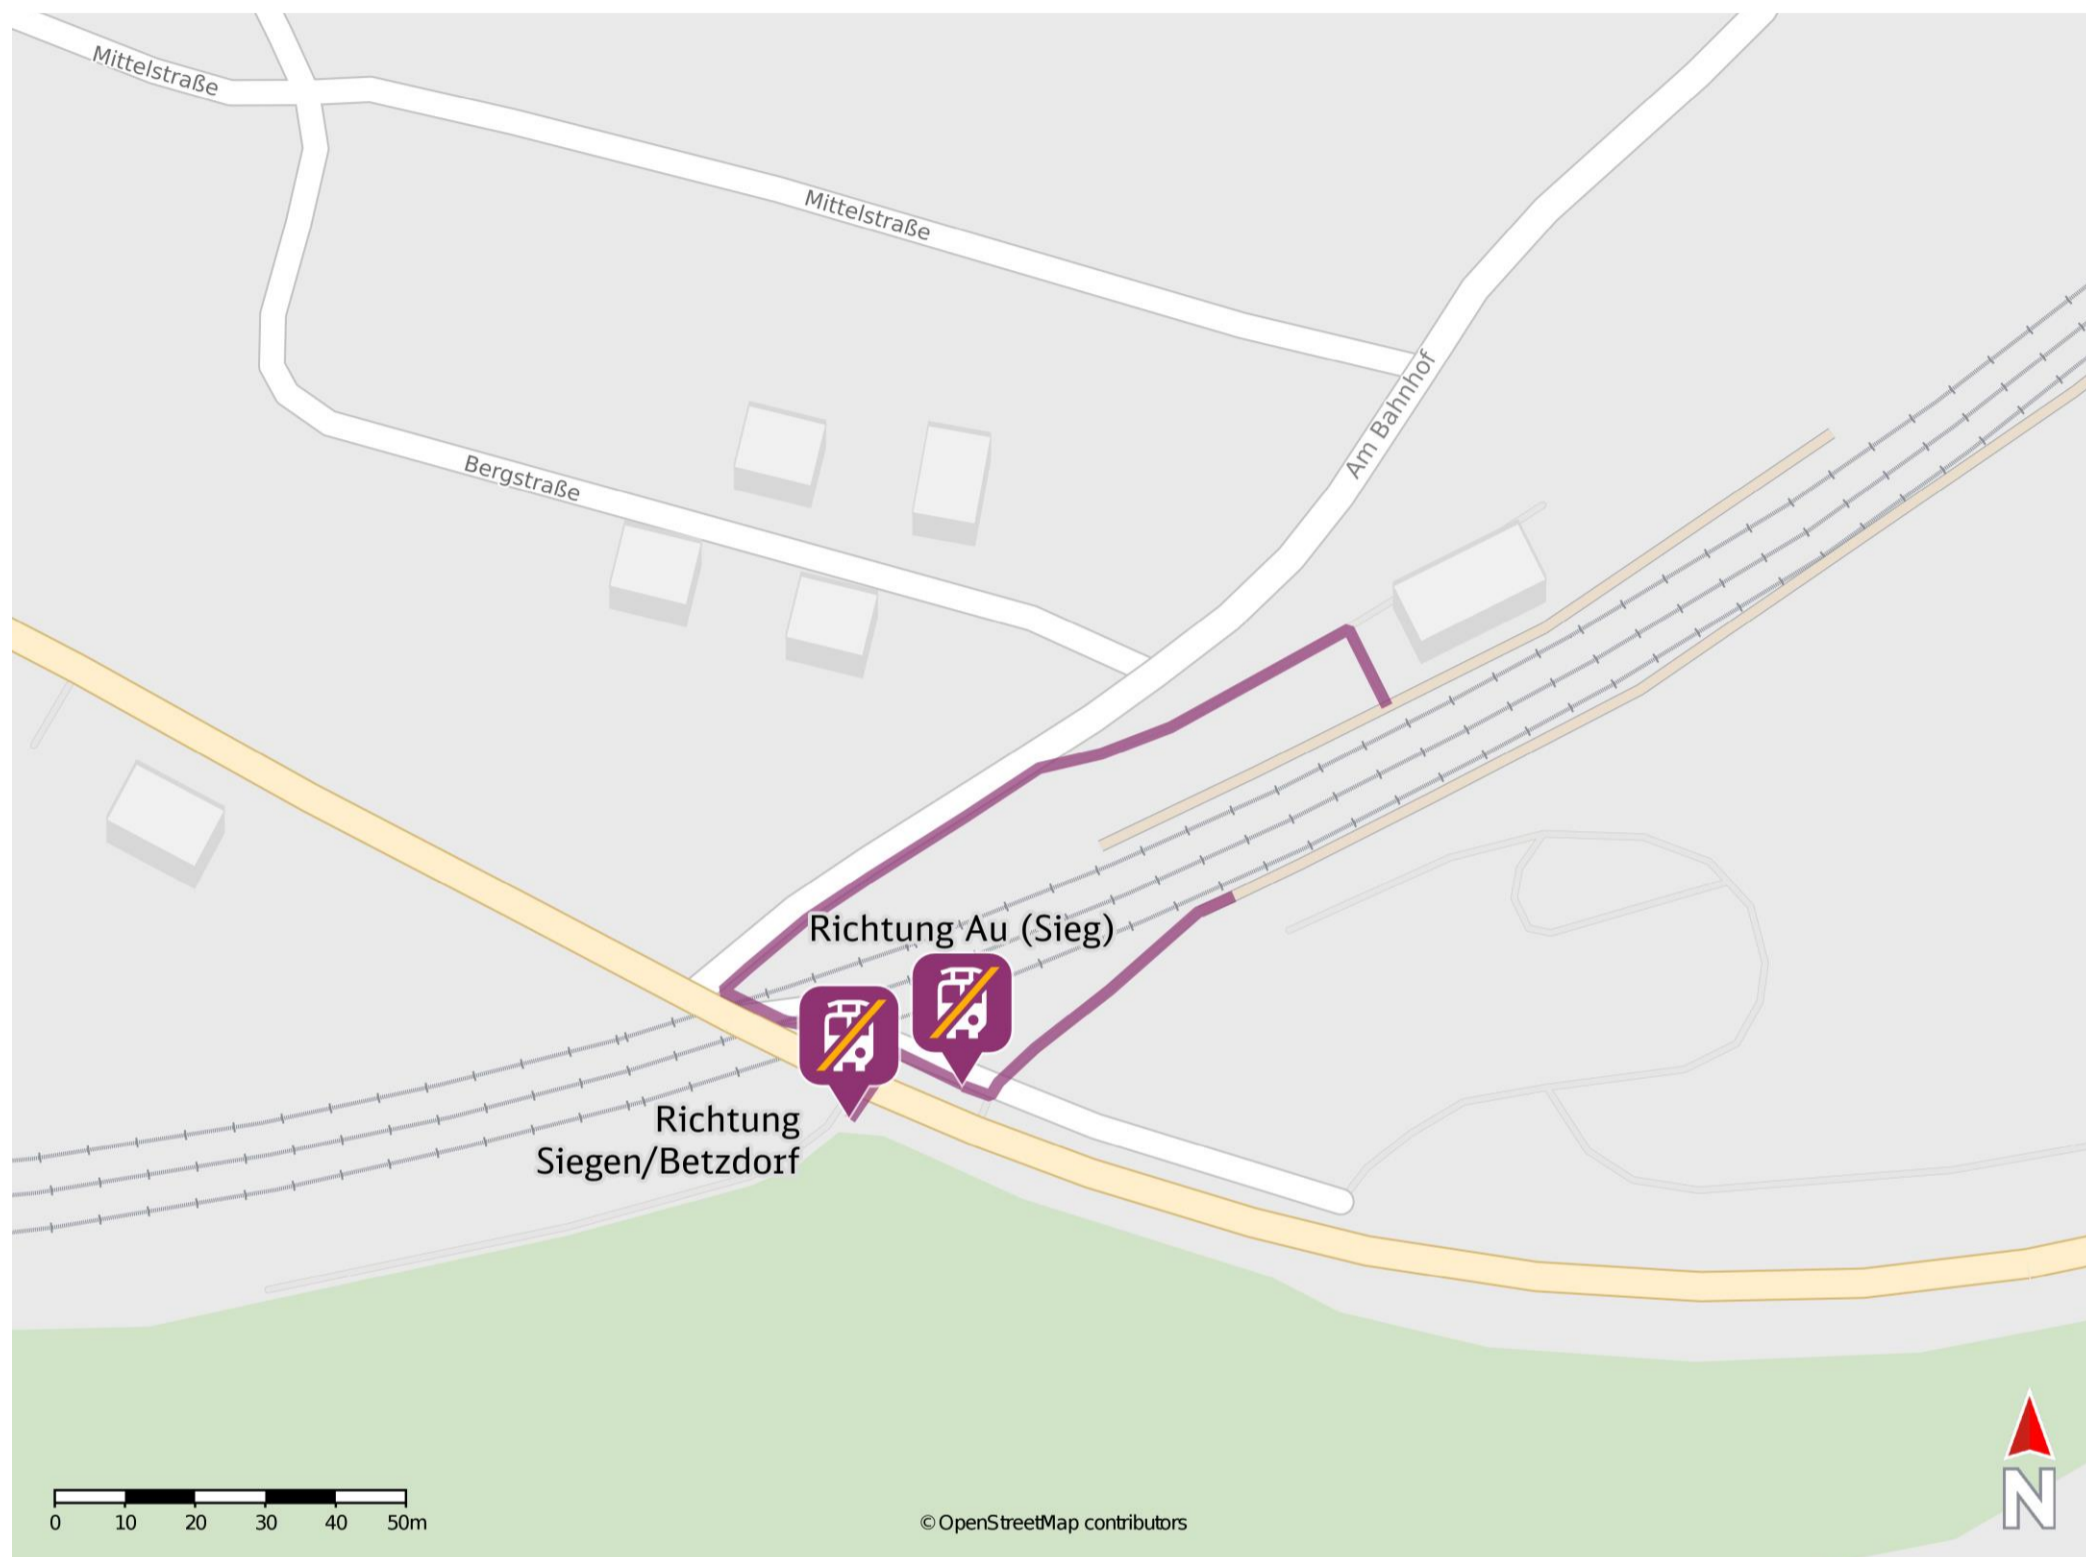 Mittelstraße
Mittelstraße
Am Bahnhof
Bergstraße
Richtung Au (Sieg)
Richtung
Siegen/Betzdorf
N
0 10 20 30 40 50m
© OpenStreetMap contributors